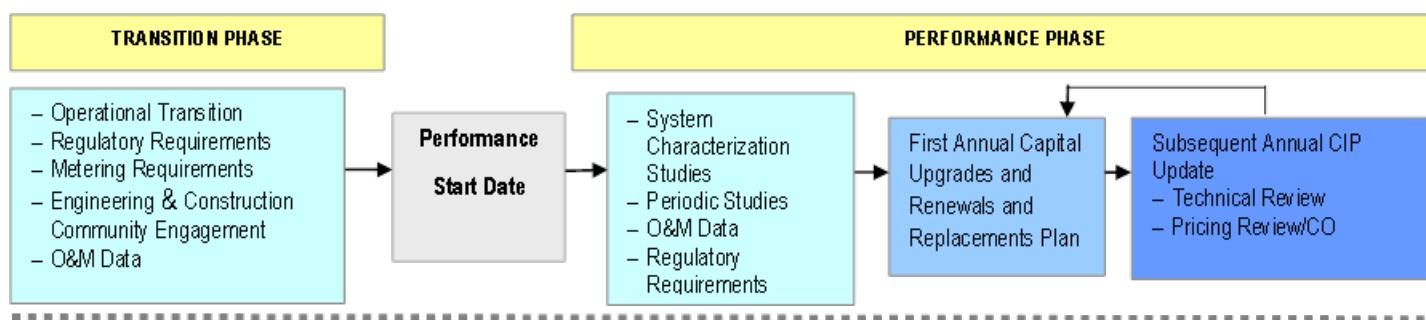 TRANSITION PHASE
PERFORMANCE PHASE
– Operational Transition
– Regulatory Requirements
– Metering Requirements
– Engineering & Construction
Community Engagement
– O&M Data
Performance
Start Date
– System
Characterization
Studies
– Periodic Studies
– O&M Data
– Regulatory
Requirements
First Annual Capital
Upgrades and
Renewals and
Replacements Plan
Subsequent Annual CIP
Update
– Technical Review
– Pricing Review/CO